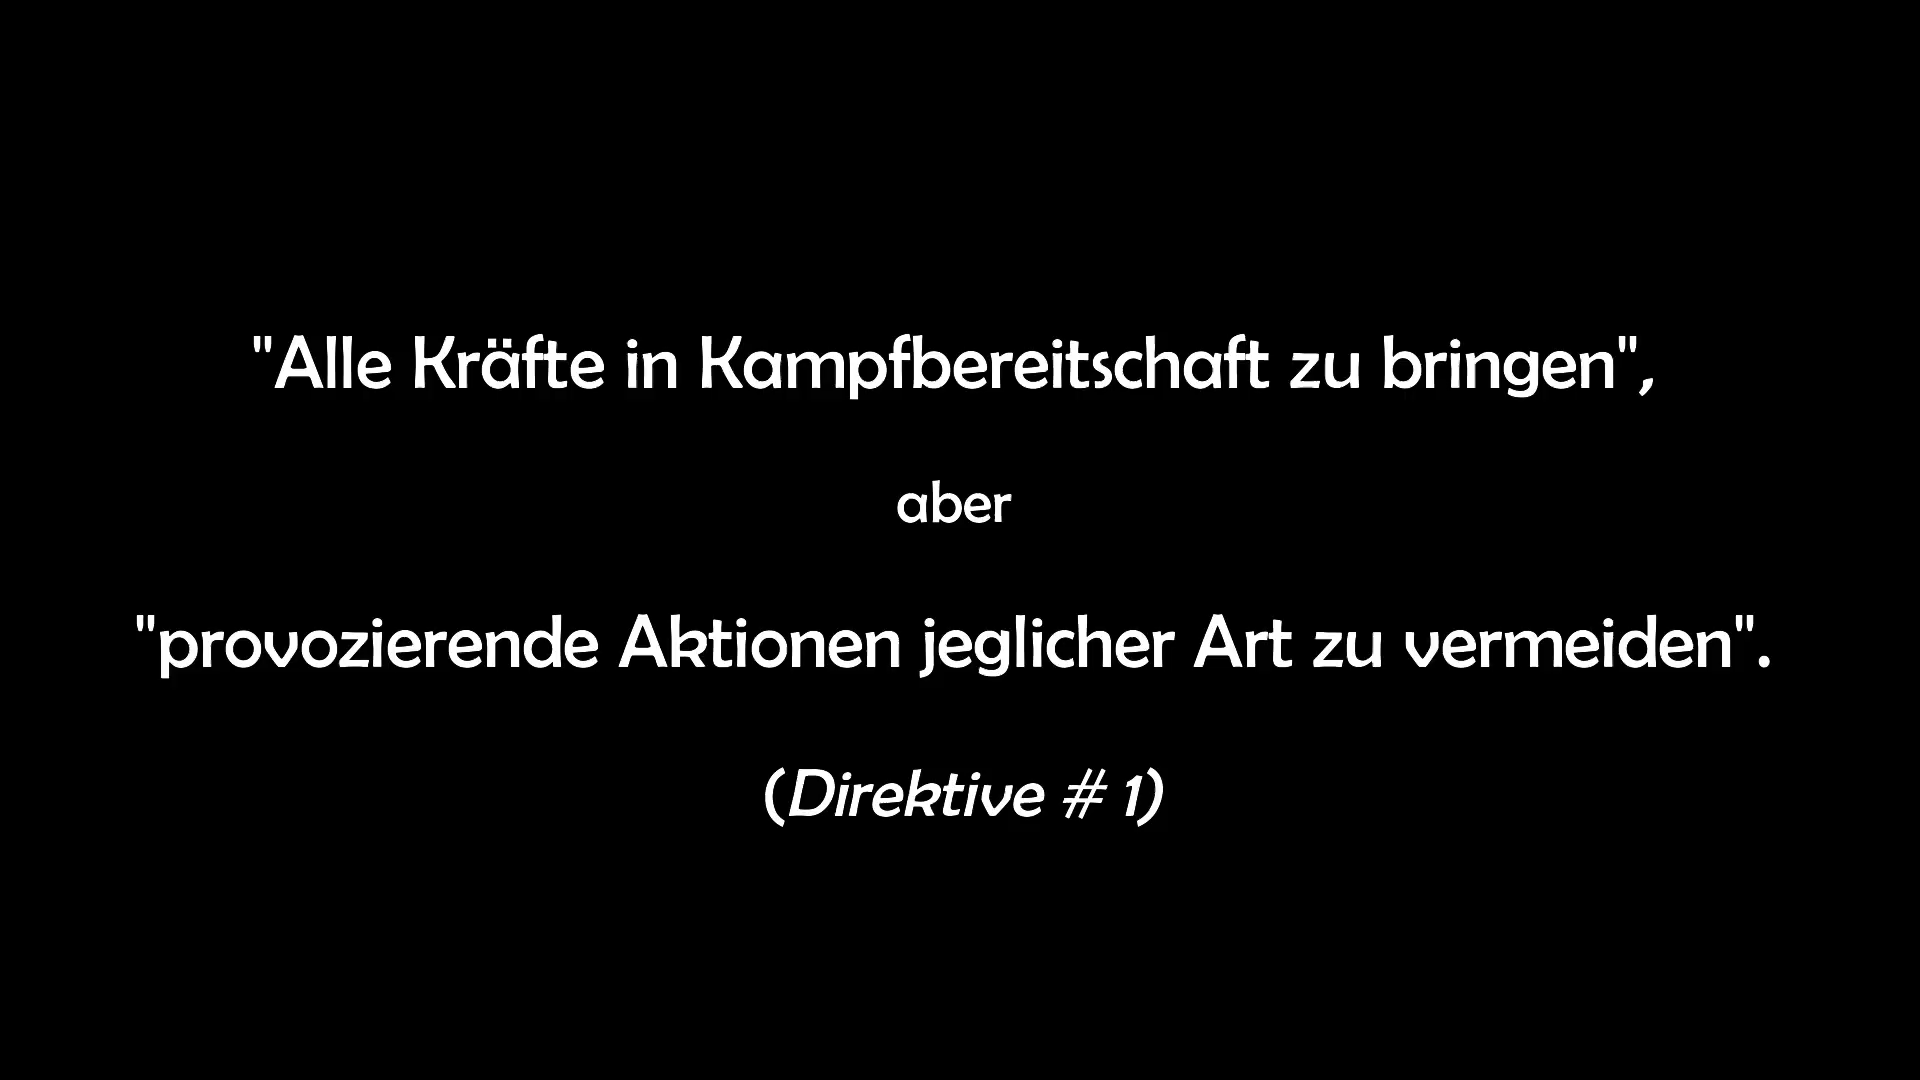 "Alle Kräfte in Kampfbereitschaft zu bringen",
aber
"provozierende Aktionen jeglicher Art zu vermeiden".
(Direktive # 1)